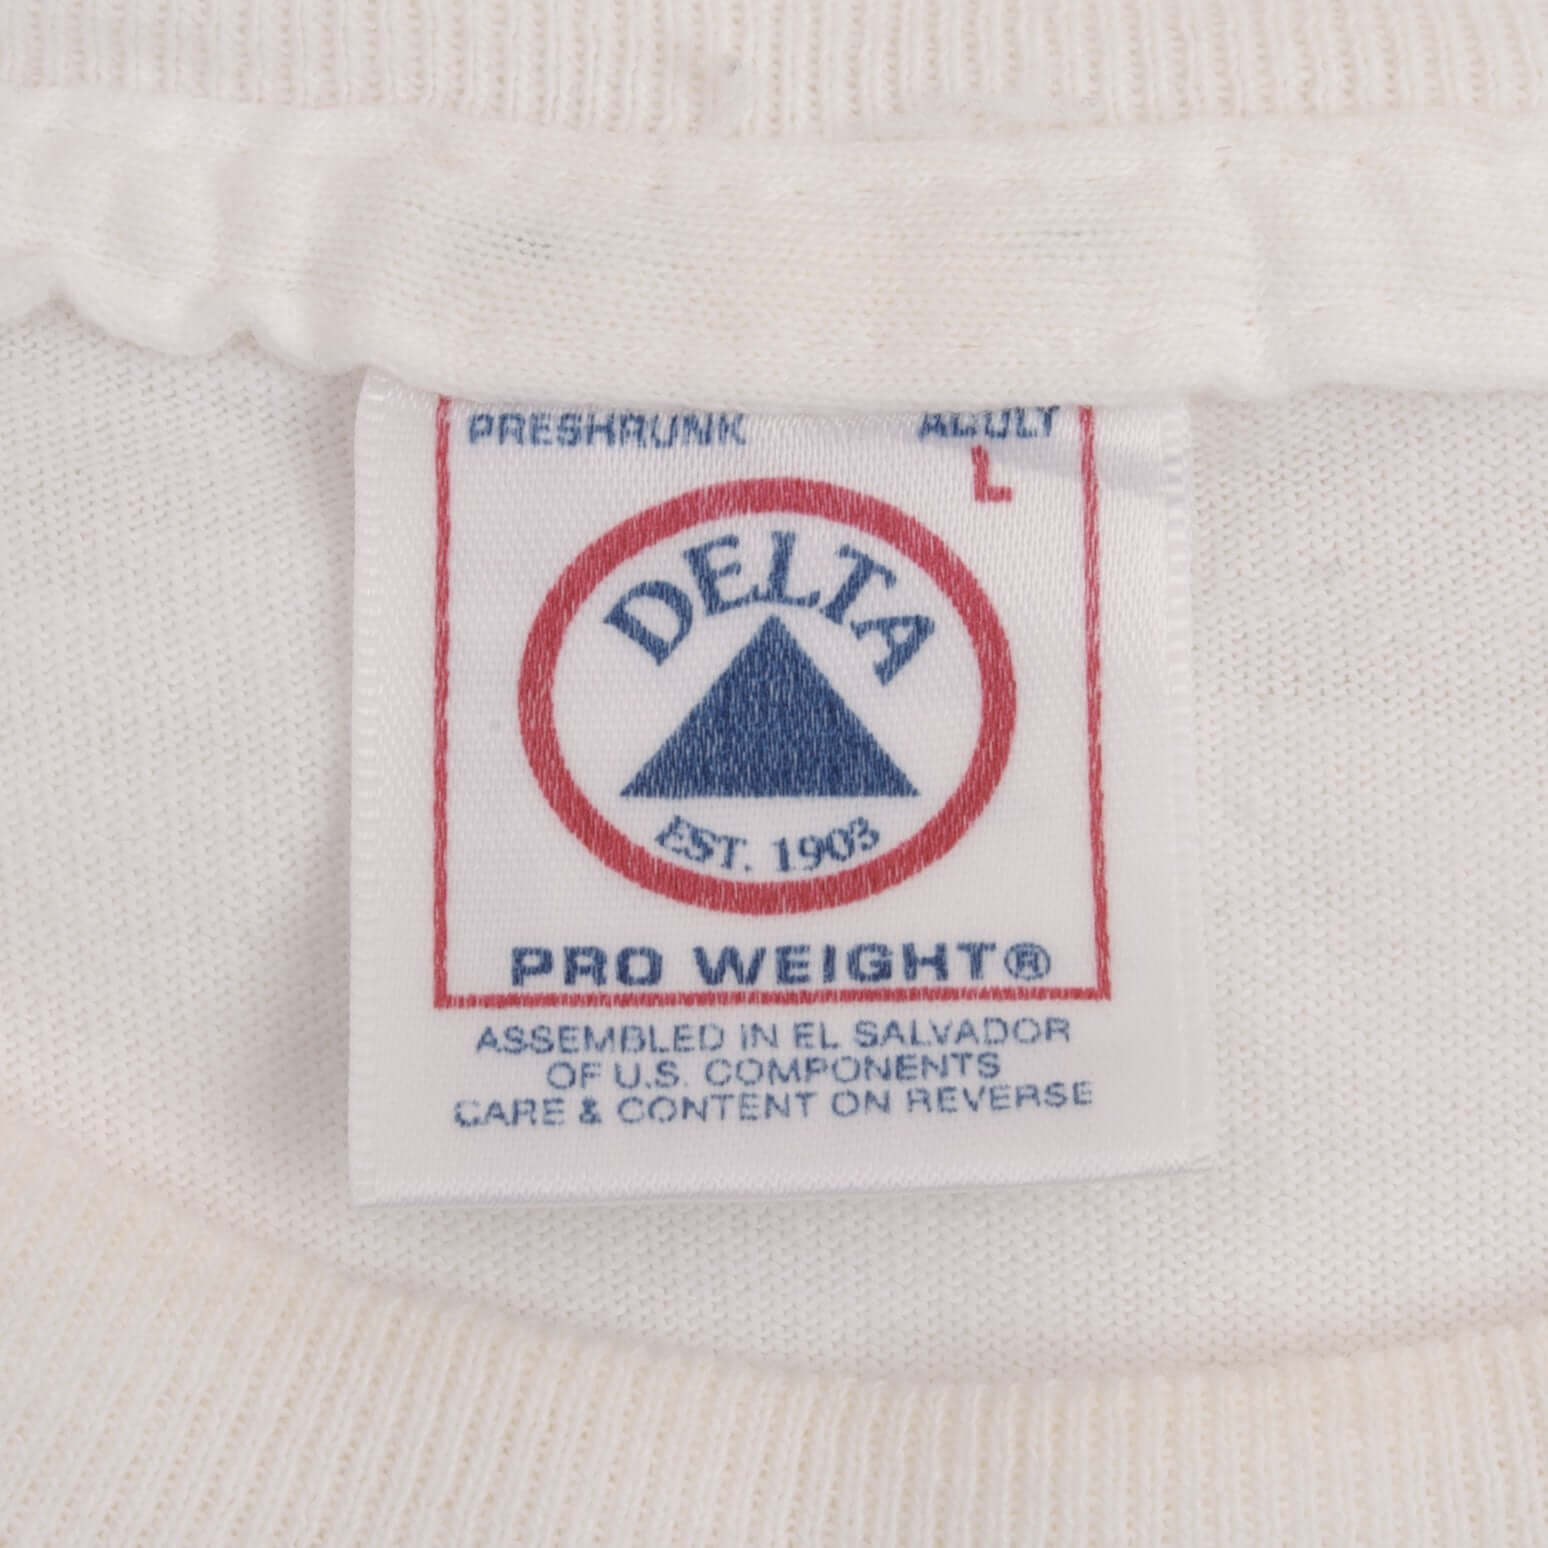 PRESHRUNK ADULT
L
DELTA
EST. 1903
PRO WEIGHT®
ASSEMBLED IN EL SALVADOR
OF U.S. COMPONENTS
CARE & CONTENT ON REVERSE